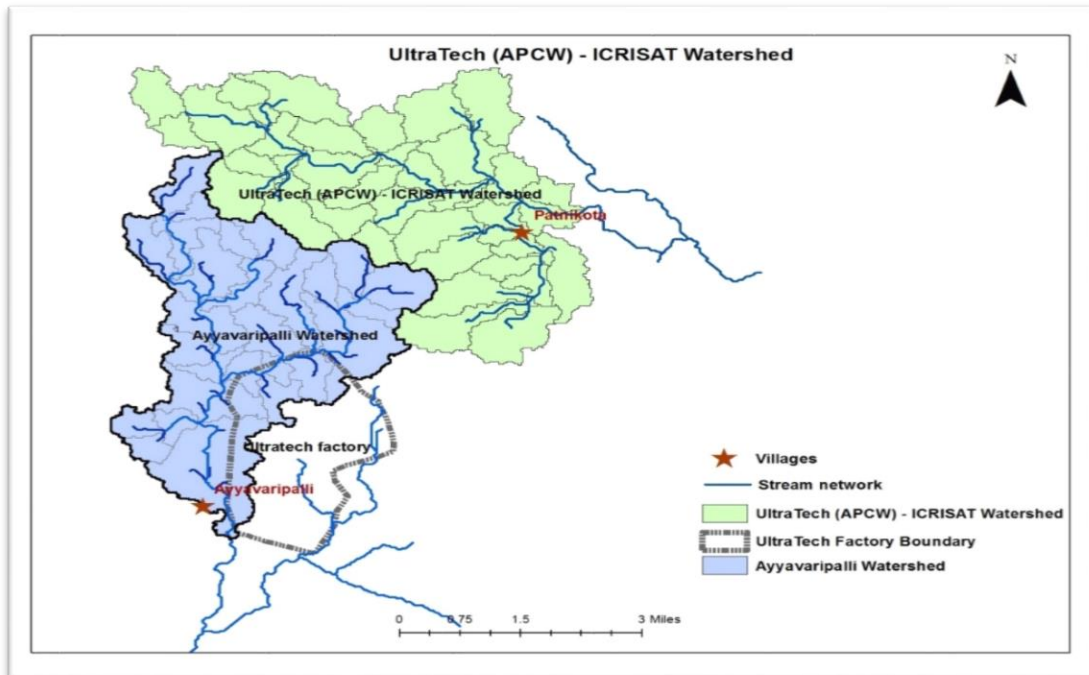 UltraTech (APCW) - ICRISAT Watershed
N
UltraTech (APCW) - ICRISAT Watershed
Patnikota
Ayyavaripalli Watershed
Ultratech factory
Ayyavaripalli
Villages
Stream network
UltraTech (APCW) - ICRISAT Watershed
UltraTech Factory Boundary
Ayyavaripalli Watershed
0 0.75 1.5 3 Miles